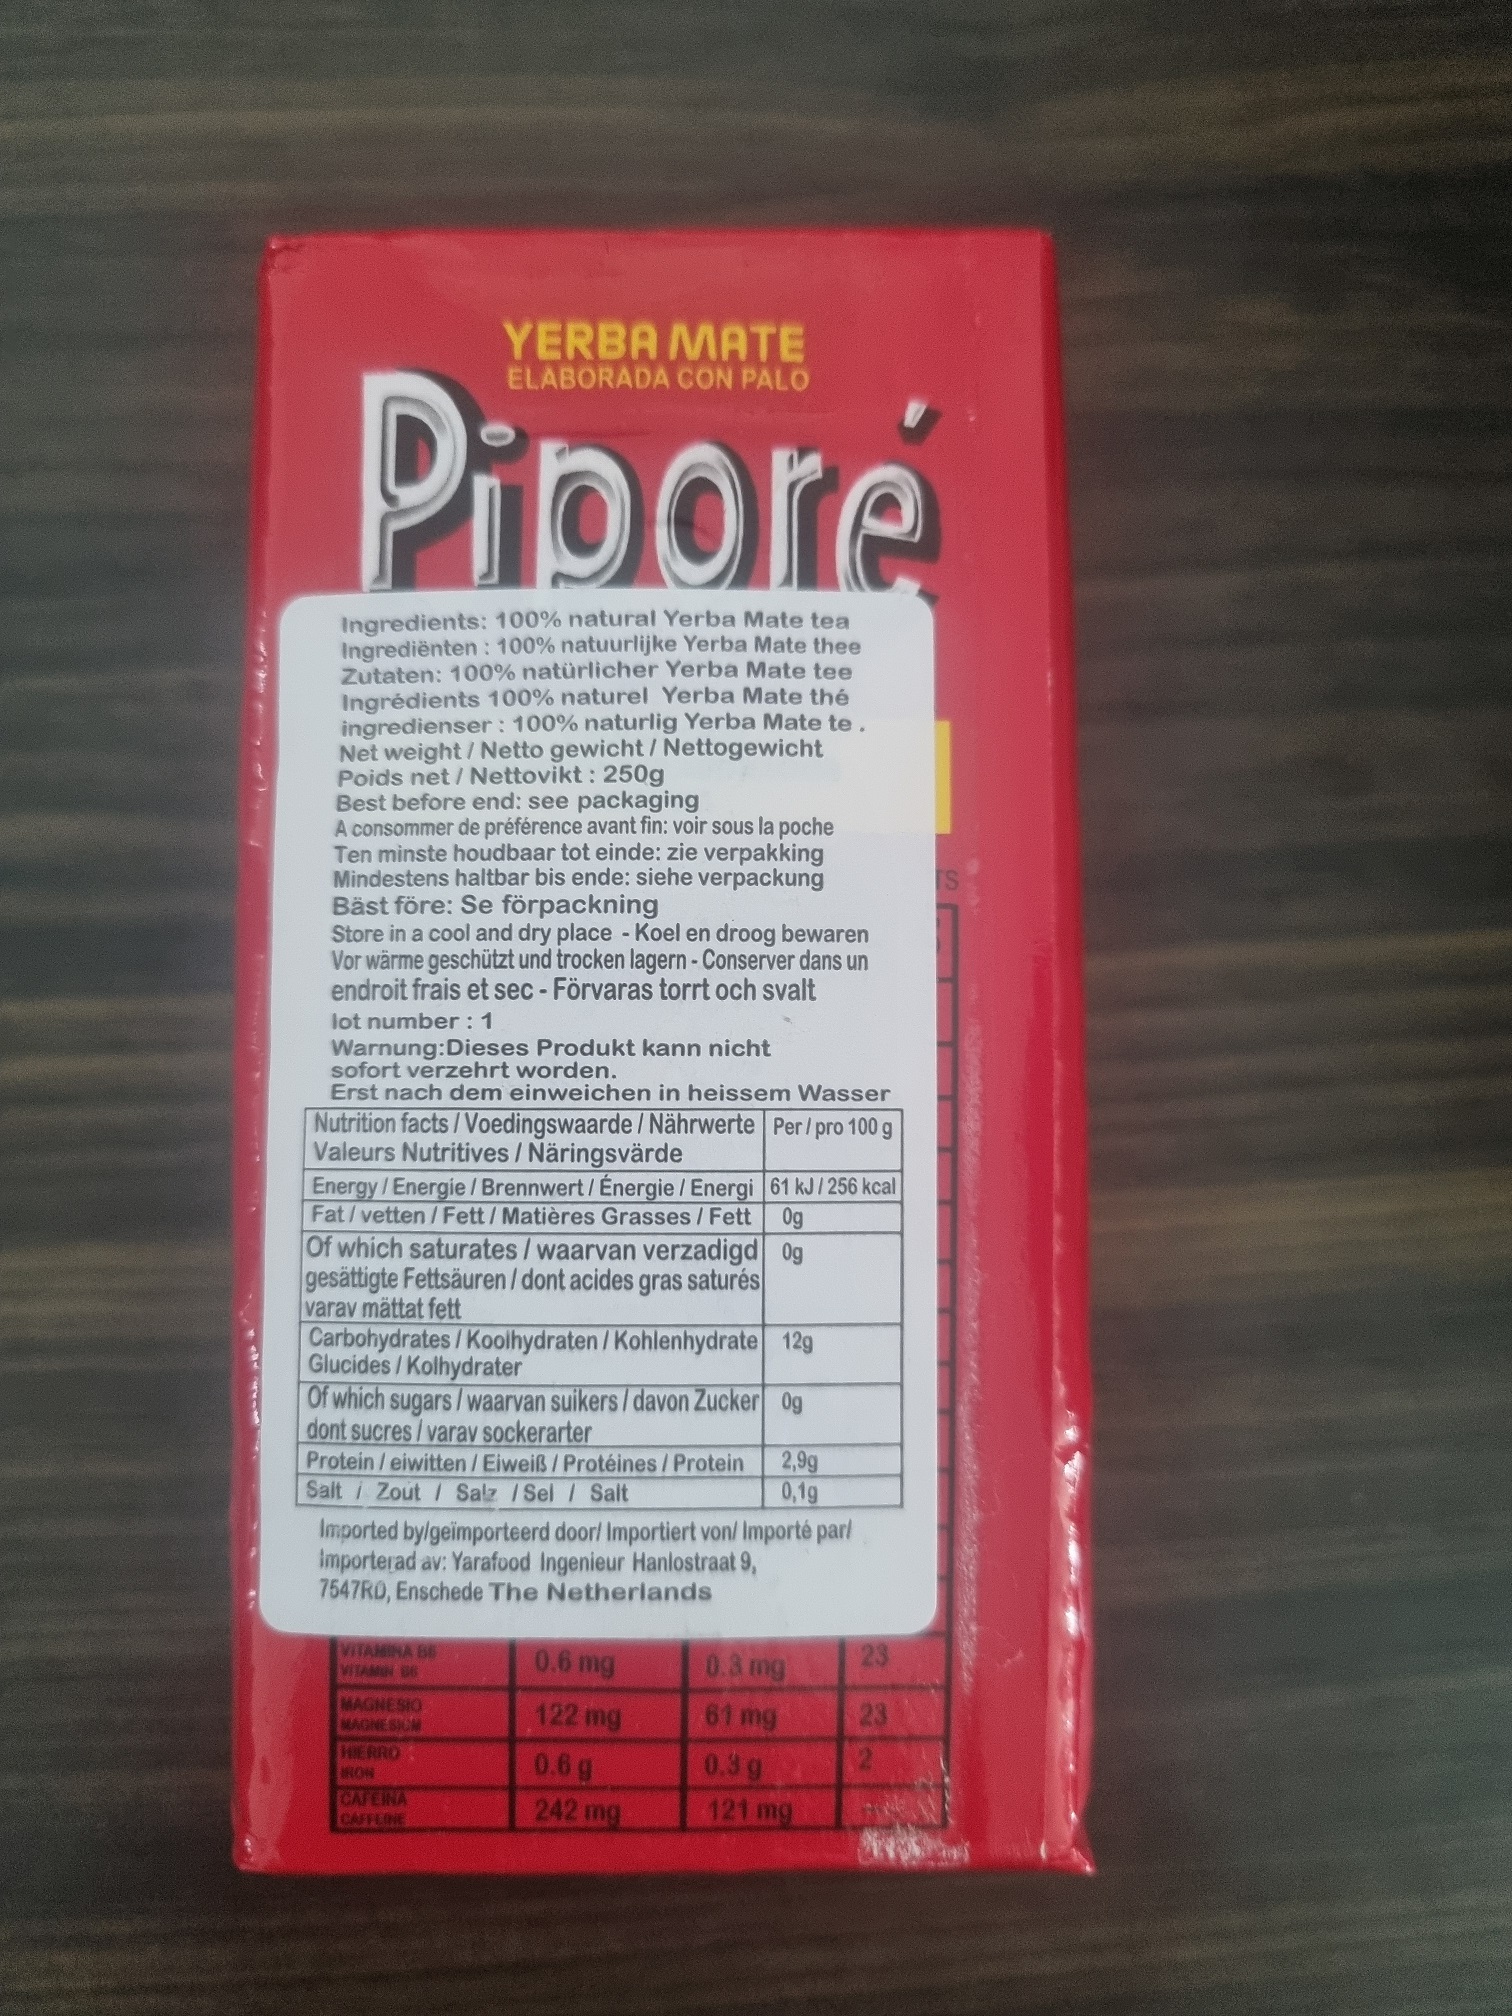 YERBA MATE
ELABORADA CON PALO
Piporé
Ingredients: 100% natural Yerba Mate tea
Ingrediënten : 100% natuurlijke Yerba Mate thee
Zutaten: 100% natürlicher Yerba Mate tee
Ingrédients 100% naturel Yerba Mate thé
ingredienser : 100% naturlig Yerba Mate te .
Net weight / Netto gewicht / Nettogewicht
Poids net / Nettovikt : 250g
Best before end: see packaging
A consommer de préférence avant fin: voir sous la poche
Ten minste houdbaar tot einde: zie verpakking
Mindestens haltbar bis ende: siehe verpackung
Bäst före: Se förpackning
Store in a cool and dry place - Koel en droog bewaren
Vor wärme geschützt und trocken lagern - Conserver dans un
endroit frais et sec - Förvaras torrt och svalt
lot number : 1
Warnung:Dieses Produkt kann nicht
sofort verzehrt worden.
Erst nach dem einweichen in heissem Wasser
Nutrition facts / Voedingswaarde / Nährwerte Per / pro 100 g
Valeurs Nutritives / Näringsvärde
Energy / Energie / Brennwert / Énergie / Energi 61 kJ / 256 kcal
Fat / vetten / Fett / Matières Grasses / Fett 0g
Of which saturates / waarvan verzadigd 0g
gesättigte Fettsäuren / dont acides gras saturés
varav mättat fett
Carbohydrates / Koolhydraten / Kohlenhydrate 12g
Glucides / Kolhydrater
Of which sugars / waarvan suikers / davon Zucker 0g
dont sucres / varav sockerarter
Protein / eiwitten / Eiweiß / Protéines / Protein 2,9g
Salt / Zout / Salz / Sel / Salt 0,1g
Imported by/geïmporteerd door/ Importiert von/ Importé par/
importerad av: Yarafood Ingenieur Hanlostraat 9,
7547RD, Enschede The Netherlands
TS
VITAMINA B6 0.6 mg 0.3 mg 23
VITAMIN B6
MAGNESIO 122 mg 61 mg 23
MAGNESIUM
HIERRO 0.6 g 0.3 g 2
IRON
CAFEINA 242 mg 121 mg
CAFFEINE